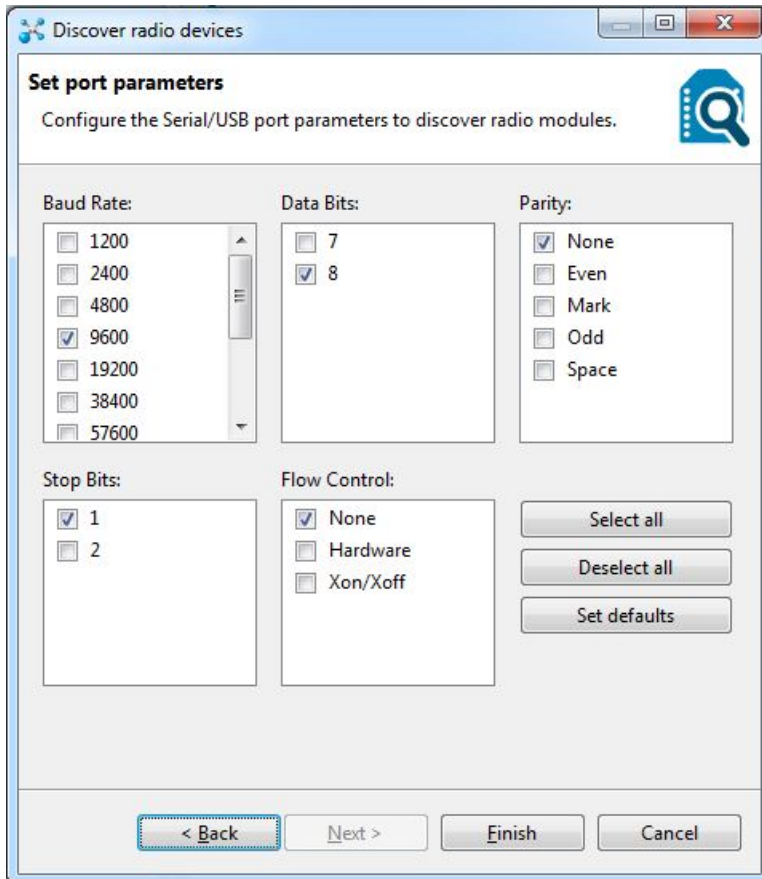 Discover radio devices
Set port parameters
Configure the Serial/USB port parameters to discover radio modules.
Baud Rate:
1200
2400
4800
9600
19200
38400
57600
Data Bits:
7
8
Parity:
None
Even
Mark
Odd
Space
Stop Bits:
1
2
Flow Control:
None
Hardware
Xon/Xoff
Select all
Deselect all
Set defaults
< Back
Next >
Finish
Cancel